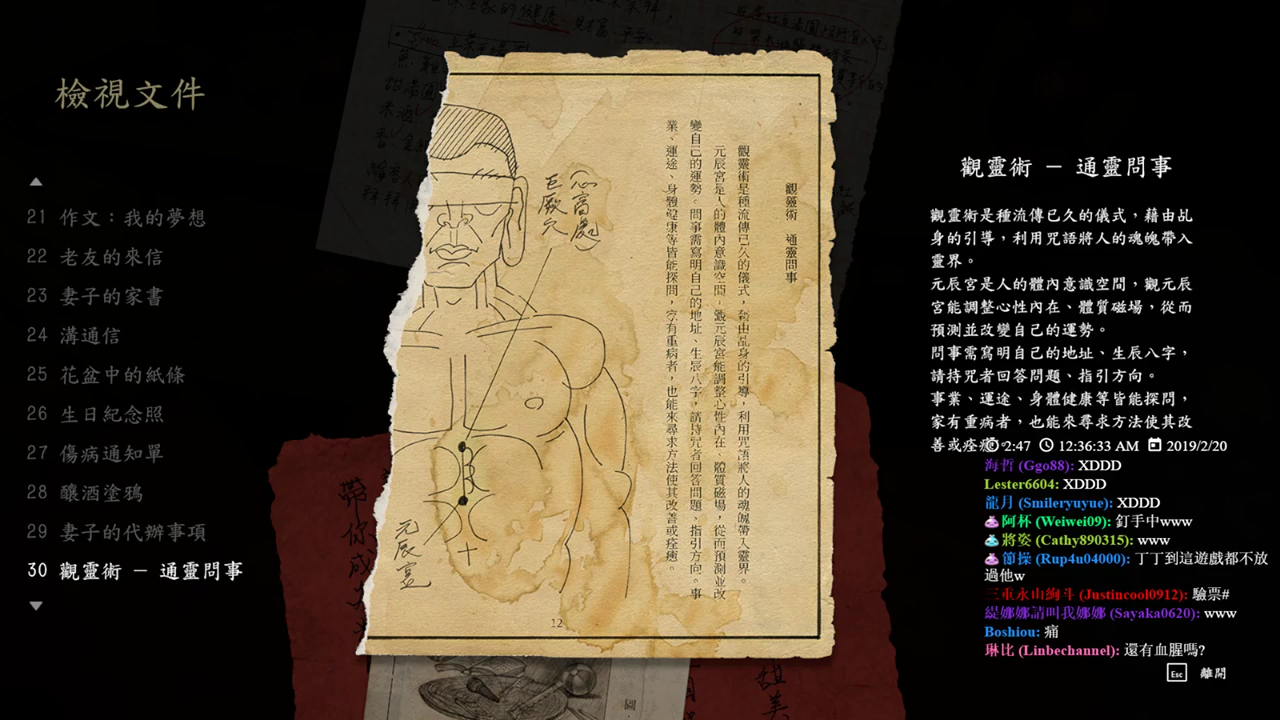 檢視文件
21 作文：我的夢想
22 老友的來信
23 妻子的家書
24 溝通信
25 花盆中的紙條
26 生日紀念照
27 傷病通知單
28 釀酒塗鴉
29 妻子的代辦事項
30 觀靈術 — 通靈問事
觀靈術　通靈問事
觀靈術是種流傳已久的儀式，藉由乩身的引導，利用咒語將人的魂魄帶入靈界。
元辰宮是人的體內意識空間，觀元辰宮能調整心性內在、體質磁場，從而預測並改
變自己的運勢。問事需寫明自己的地址、生辰八字，請持咒者回答問題、指引方向。事
業、運途、身體健康等皆能探問，家有重病者，也能來尋求方法使其改善或痊癒。
巨厥穴
元辰宮
12
帶你成
圖
觀靈術 — 通靈問事
觀靈術是種流傳已久的儀式，藉由乩
身的引導，利用咒語將人的魂魄帶入
靈界。
元辰宮是人的體內意識空間，觀元辰
宮能調整心性內在、體質磁場，從而
預測並改變自己的運勢。
問事需寫明自己的地址、生辰八字，
請持咒者回答問題、指引方向。
事業、運途、身體健康等皆能探問，
家有重病者，也能來尋求方法使其改
善或痊癒
2:47 12:36:33 AM 2019/2/20
海哲 (Ggo88): XDDD
Lester6604: XDDD
龍月 (Smileryuyue): XDDD
阿杯 (Weiwei09): 釘手中www
將姿 (Cathy890315): www
節操 (Rup4u04000): 丁丁到這遊戲都不放
過他w
三重永山絢斗 (Justincool0912): 驗票#
緹娜娜請叫我娜娜 (Sayaka0620): www
Boshiou: 痛
琳比 (Linbechannel): 還有血腥嗎?
Esc 離開